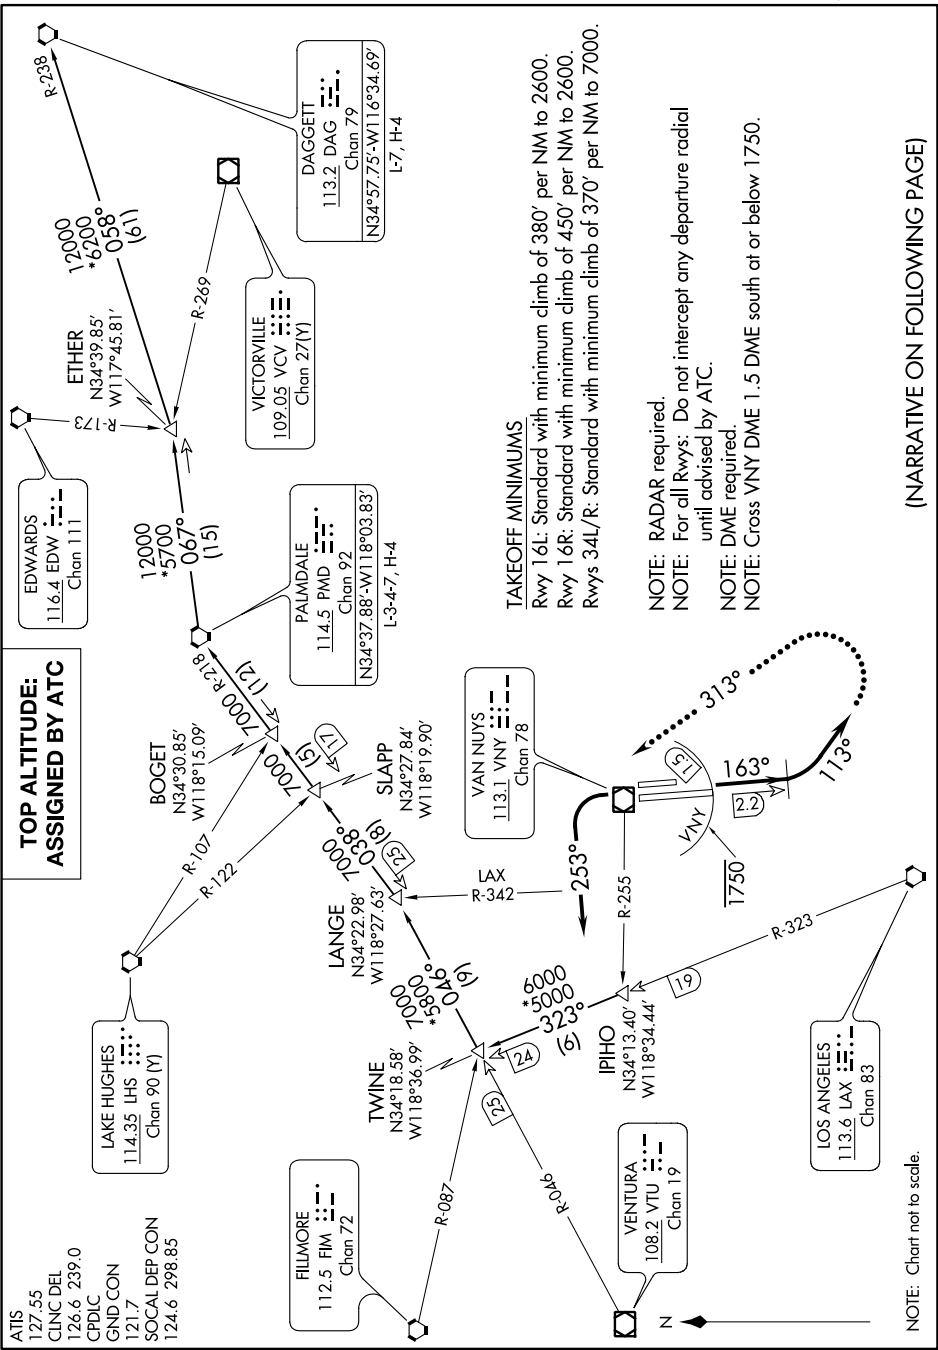 ATIS
127.55
CLNC DEL
126.6 239.0
CPDLC
GND CON
121.7
SOCAL DEP CON
124.6 298.85
TOP ALTITUDE:
ASSIGNED BY ATC
EDWARDS
116.4 EDW
Chan 111
R-173
ETHER
N34°39.85'
W117°45.81'
12000
*6200
058°
(61)
R-238
DAGGETT
113.2 DAG
Chan 79
N34°57.75'-W116°34.69'
L-7, H-4
VICTORVILLE
109.05 VCV
Chan 27(Y)
R-269
12000
*5700
067°
(15)
PALMDALE
114.5 PMD
Chan 92
N34°37.88'-W118°03.83'
L-3-4-7, H-4
LAKE HUGHES
114.35 LHS
Chan 90 (Y)
R-107
R-122
BOGET
N34°30.85'
W118°15.09'
7000
R-218
(12)
7000
(5)
17
SLAPP
N34°27.84'
W118°19.90'
7000
038°
(8)
25
LANGE
N34°22.98'
W118°27.63'
LAX
R-342
7000
*5800
046°
(9)
TWINE
N34°18.58'
W118°36.99'
FILLMORE
112.5 FIM
Chan 72
R-087
24
25
R-046
VENTURA
108.2 VTU
Chan 19
N
6000
*5000
323°
(6)
IPIHO
N34°13.40'
W118°34.44'
R-255
19
R-323
LOS ANGELES
113.6 LAX
Chan 83
VAN NUYS
113.1 VNY
Chan 78
253°
VNY
1.5
1750
163°
2.2
113°
313°
TAKEOFF MINIMUMS
Rwy 16L: Standard with minimum climb of 380' per NM to 2600.
Rwy 16R: Standard with minimum climb of 450' per NM to 2600.
Rwys 34L/R: Standard with minimum climb of 370' per NM to 7000.
NOTE: RADAR required.
NOTE: For all Rwys: Do not intercept any departure radial
until advised by ATC.
NOTE: DME required.
NOTE: Cross VNY DME 1.5 DME south at or below 1750.
(NARRATIVE ON FOLLOWING PAGE)
NOTE: Chart not to scale.